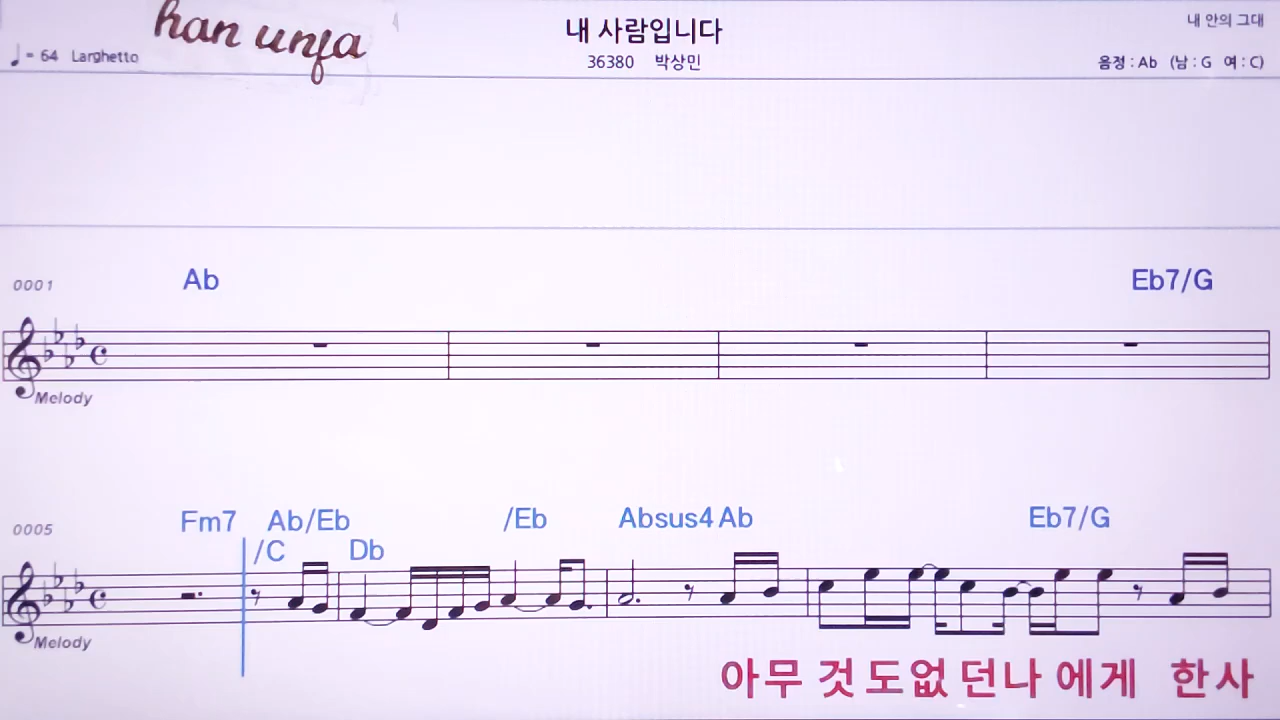 han unja
내 사람입니다
내 안의 그대
♩ = 64 Larghetto
36380 박상민
음정 : Ab (남 : G 여 : C)
0001
Ab
Eb7/G
Melody
0005
Fm7
/C
Ab/Eb
Db
/Eb
Absus4 Ab
Eb7/G
Melody
아무 것 도없 던나 에게 한사